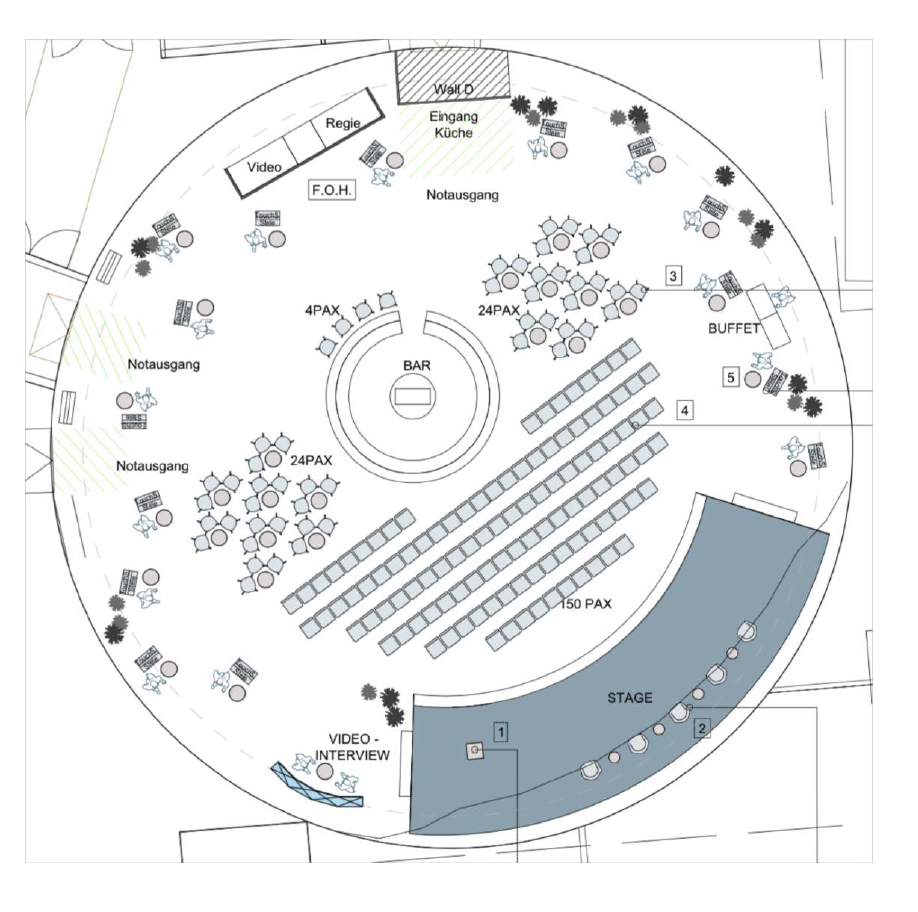 Wall D
Eingang
Küche
Regie
Video
F.O.H.
Notausgang
3
4PAX
24PAX
BUFFET
BAR
Notausgang
5
4
24PAX
Notausgang
150 PAX
STAGE
1
2
VIDEO -
INTERVIEW